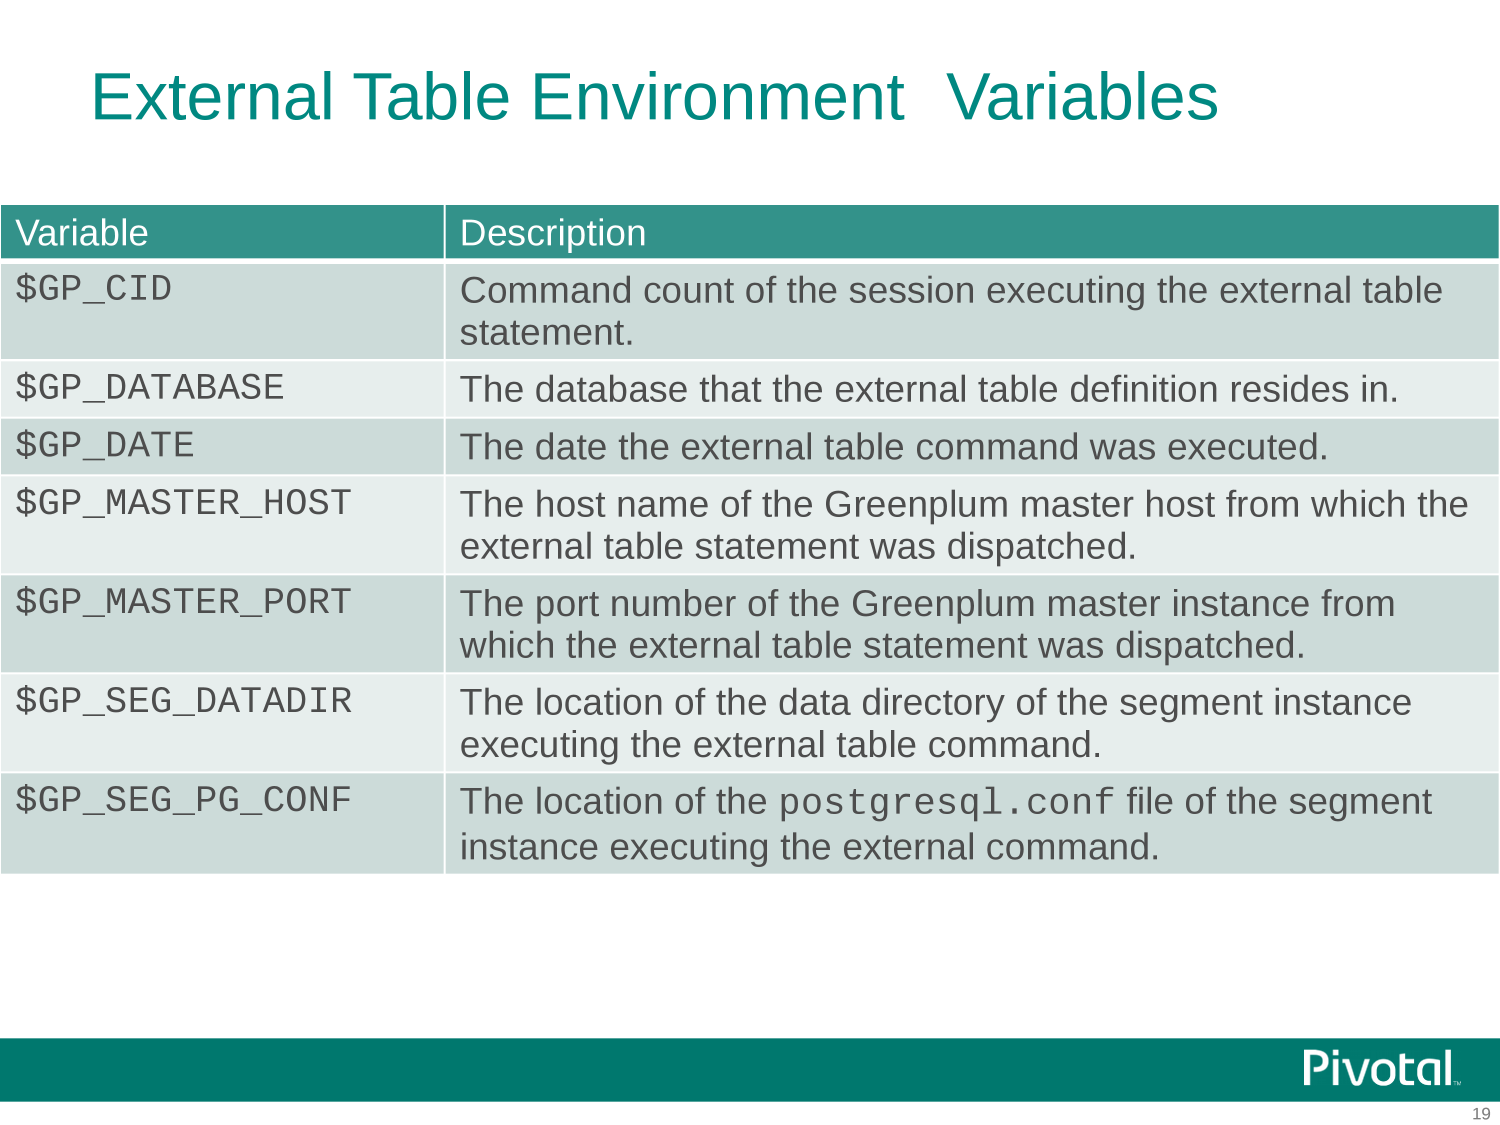 External Table Environment Variables
Variable Description
$GP_CID Command count of the session executing the external table
statement.
$GP_DATABASE The database that the external table definition resides in.
$GP_DATE The date the external table command was executed.
$GP_MASTER_HOST The host name of the Greenplum master host from which the
external table statement was dispatched.
$GP_MASTER_PORT The port number of the Greenplum master instance from
which the external table statement was dispatched.
$GP_SEG_DATADIR The location of the data directory of the segment instance
executing the external table command.
$GP_SEG_PG_CONF The location of the postgresql.conf file of the segment
instance executing the external command.
Pivotal™
19